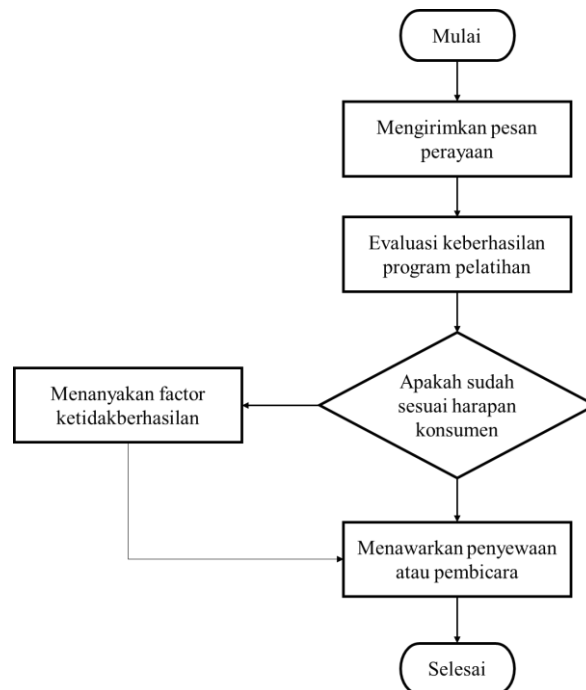 Mulai
Mengirimkan pesan
perayaan
Evaluasi keberhasilan
program pelatihan
Apakah sudah
sesuai harapan
konsumen
Menanyakan factor
ketidakberhasilan
Menawarkan penyewaan
atau pembicara
Selesai